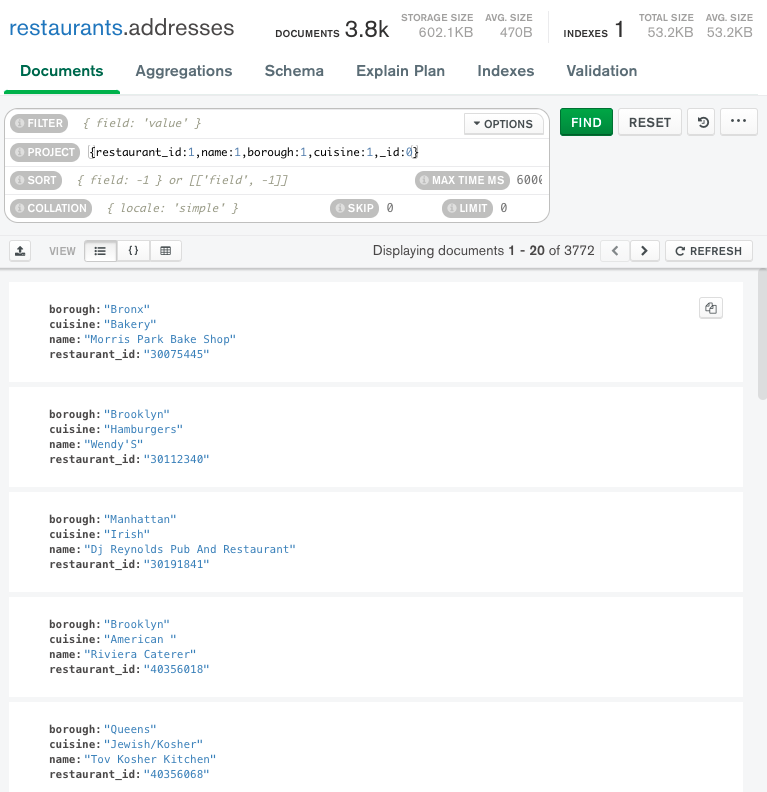 restaurants.addresses
DOCUMENTS 3.8k STORAGE SIZE 602.1KB AVG. SIZE 470B INDEXES 1 TOTAL SIZE 53.2KB AVG. SIZE 53.2KB
Documents Aggregations Schema Explain Plan Indexes Validation
FILTER { field: 'value' } OPTIONS FIND RESET ...
PROJECT {restaurant_id:1,name:1,borough:1,cuisine:1,_id:0}
SORT { field: -1 } or [['field', -1]] MAX TIME MS 6000
COLLATION { locale: 'simple' } SKIP 0 LIMIT 0
VIEW {} Displaying documents 1 - 20 of 3772 < > REFRESH
borough:"Bronx"
cuisine:"Bakery"
name:"Morris Park Bake Shop"
restaurant_id:"30075445"
borough:"Brooklyn"
cuisine:"Hamburgers"
name:"Wendy'S"
restaurant_id:"30112340"
borough:"Manhattan"
cuisine:"Irish"
name:"Dj Reynolds Pub And Restaurant"
restaurant_id:"30191841"
borough:"Brooklyn"
cuisine:"American "
name:"Riviera Caterer"
restaurant_id:"40356018"
borough:"Queens"
cuisine:"Jewish/Kosher"
name:"Tov Kosher Kitchen"
restaurant_id:"40356068"